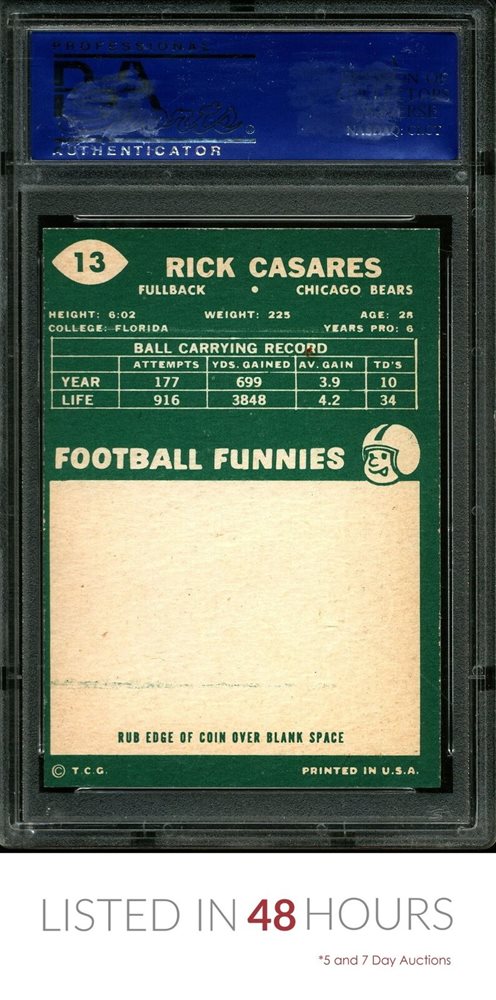 PROFESSIONAL
AUTHENTICATOR
13
RICK CASARES
FULLBACK • CHICAGO BEARS
HEIGHT: 6:02 WEIGHT: 225 AGE: 28
COLLEGE: FLORIDA YEARS PRO: 6
BALL CARRYING RECORD
ATTEMPTS YDS. GAINED AV. GAIN TD'S
YEAR 177 699 3.9 10
LIFE 916 3848 4.2 34
FOOTBALL FUNNIES
RUB EDGE OF COIN OVER BLANK SPACE
© T.C.G. PRINTED IN U.S.A.
LISTED IN 48 HOURS
*5 and 7 Day Auctions